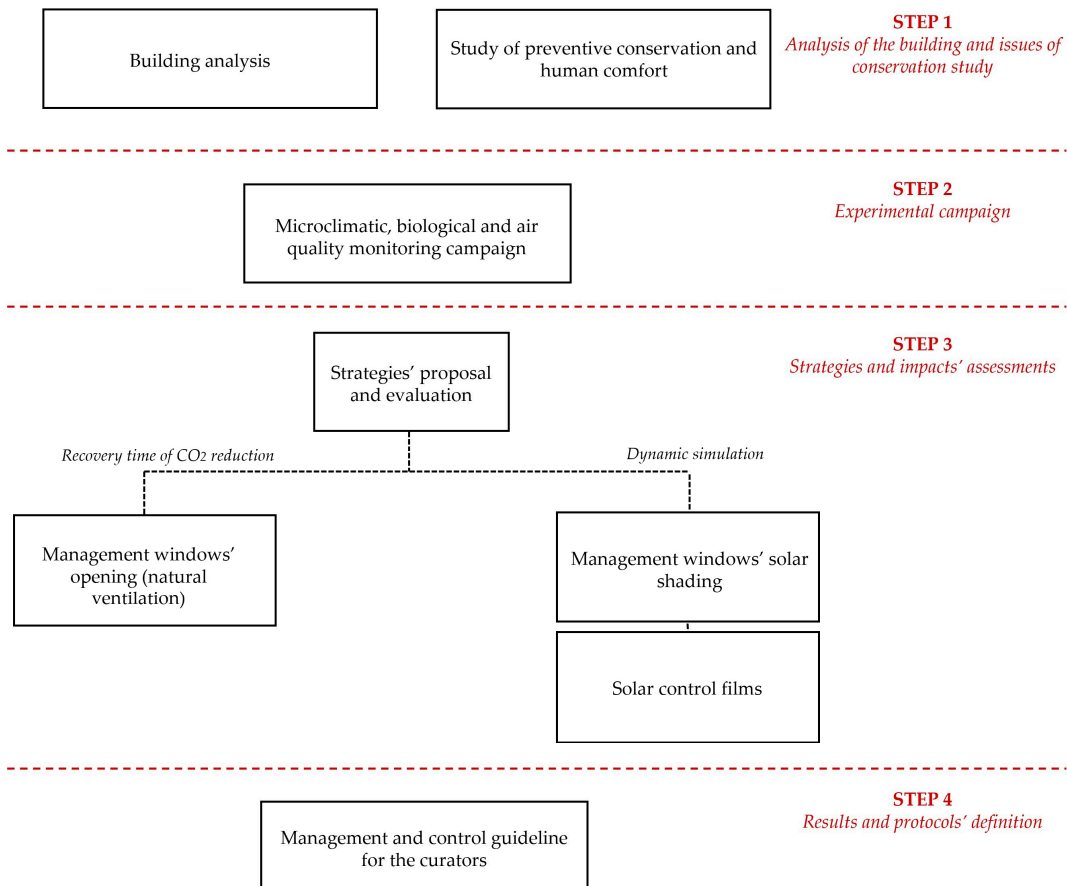 Building analysis
Study of preventive conservation and
human comfort
STEP 1
Analysis of the building and issues of
conservation study
STEP 2
Experimental campaign
Microclimatic, biological and air
quality monitoring campaign
STEP 3
Strategies and impacts’ assessments
Strategies’ proposal
and evaluation
Recovery time of CO2 reduction
Dynamic simulation
Management windows’
opening (natural
ventilation)
Management windows’ solar
shading
Solar control films
STEP 4
Results and protocols’ definition
Management and control guideline
for the curators